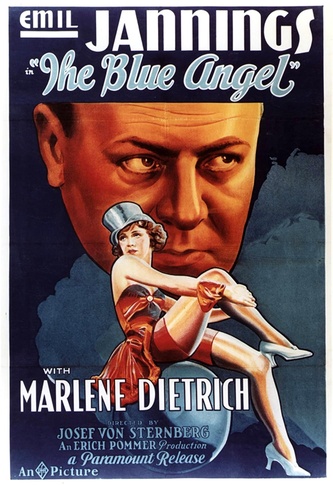 EMIL
JANNINGS
in "The Blue Angel"
WITH
MARLENE DIETRICH
DIRECTED BY
JOSEF VON STERNBERG
An ERICH POMMER Production
a Paramount Release
An UFA Picture